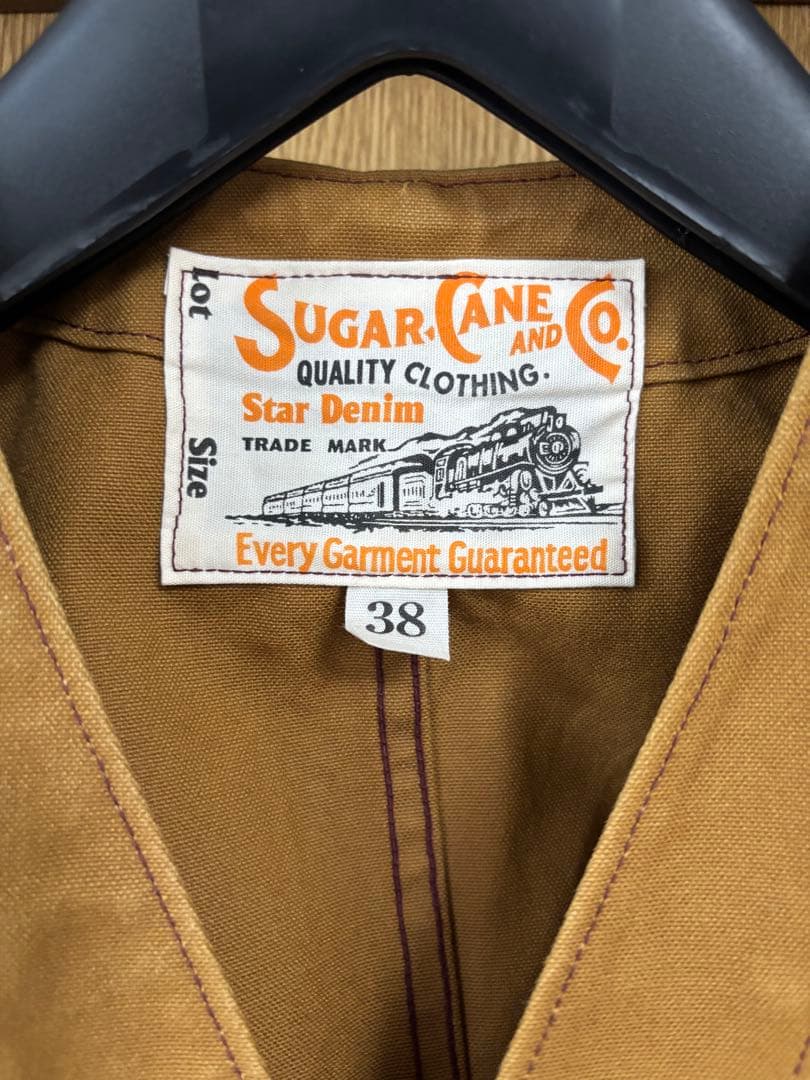 Lot
Size
SUGAR CANE AND CO.
QUALITY CLOTHING.
Star Denim
TRADE MARK
Every Garment Guaranteed
38